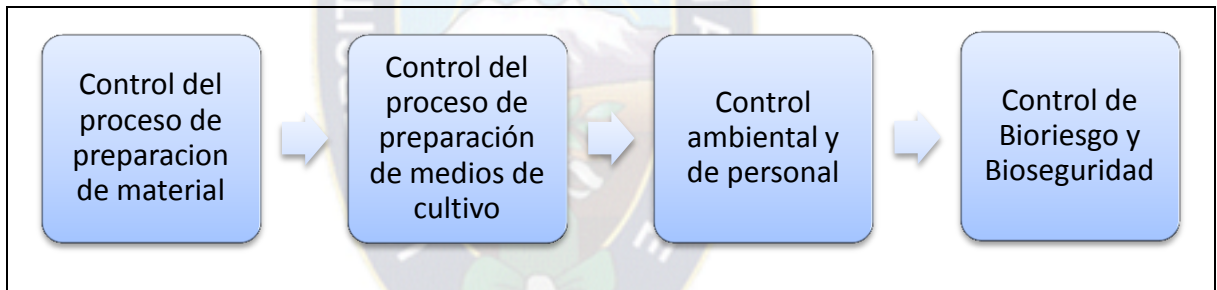 Control del
proceso de
preparacion
de material
Control del
proceso de
preparación
de medios de
cultivo
Control
ambiental y
de personal
Control de
Bioriesgo y
Bioseguridad